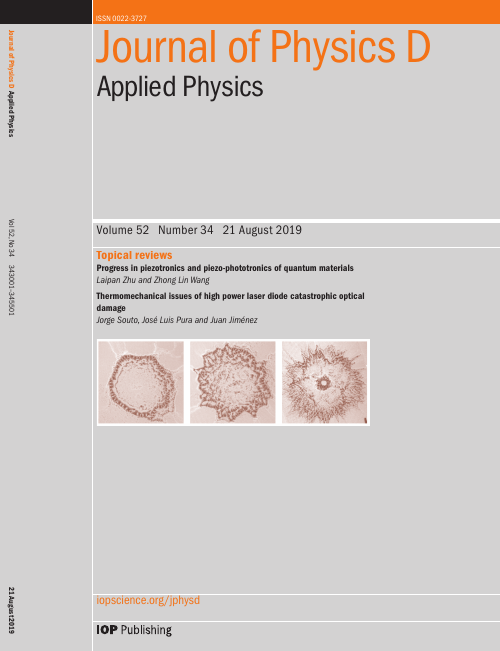 ISSN 0022-3727
Journal of Physics D
Applied Physics
Volume 52 Number 34 21 August 2019
Topical reviews
Progress in piezotronics and piezo-phototronics of quantum materials
Laipan Zhu and Zhong Lin Wang
Thermomechanical issues of high power laser diode catastrophic optical
damage
Jorge Souto, José Luis Pura and Juan Jiménez
iopscience.org/jphysd
IOP Publishing
Journal of Physics D Applied Physics
Vol 52, No 34 343001–345501
21 August 2019